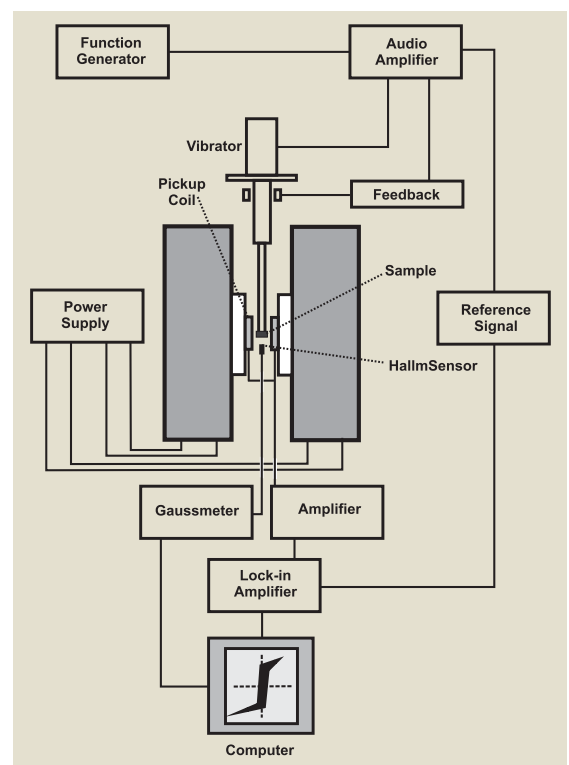 Function
Generator
Audio
Amplifier
Vibrator
Pickup
Coil
Feedback
Sample
Power
Supply
Reference
Signal
HallmSensor
Gaussmeter
Amplifier
Lock-in
Amplifier
Computer